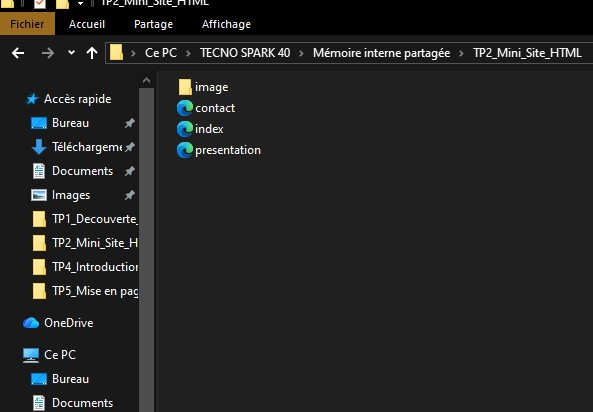 TP2_Mini_Site_HTML
Fichier Accueil Partage Affichage
Ce PC > TECNO SPARK 40 > Mémoire interne partagée > TP2_Mini_Site_HTML
Accès rapide
Bureau
Téléchargeme
Documents
Images
TP1_Decouverte_
TP2_Mini_Site_H
TP4_Introduction
TP5_Mise en pag
OneDrive
Ce PC
Bureau
Documents
image
contact
index
presentation